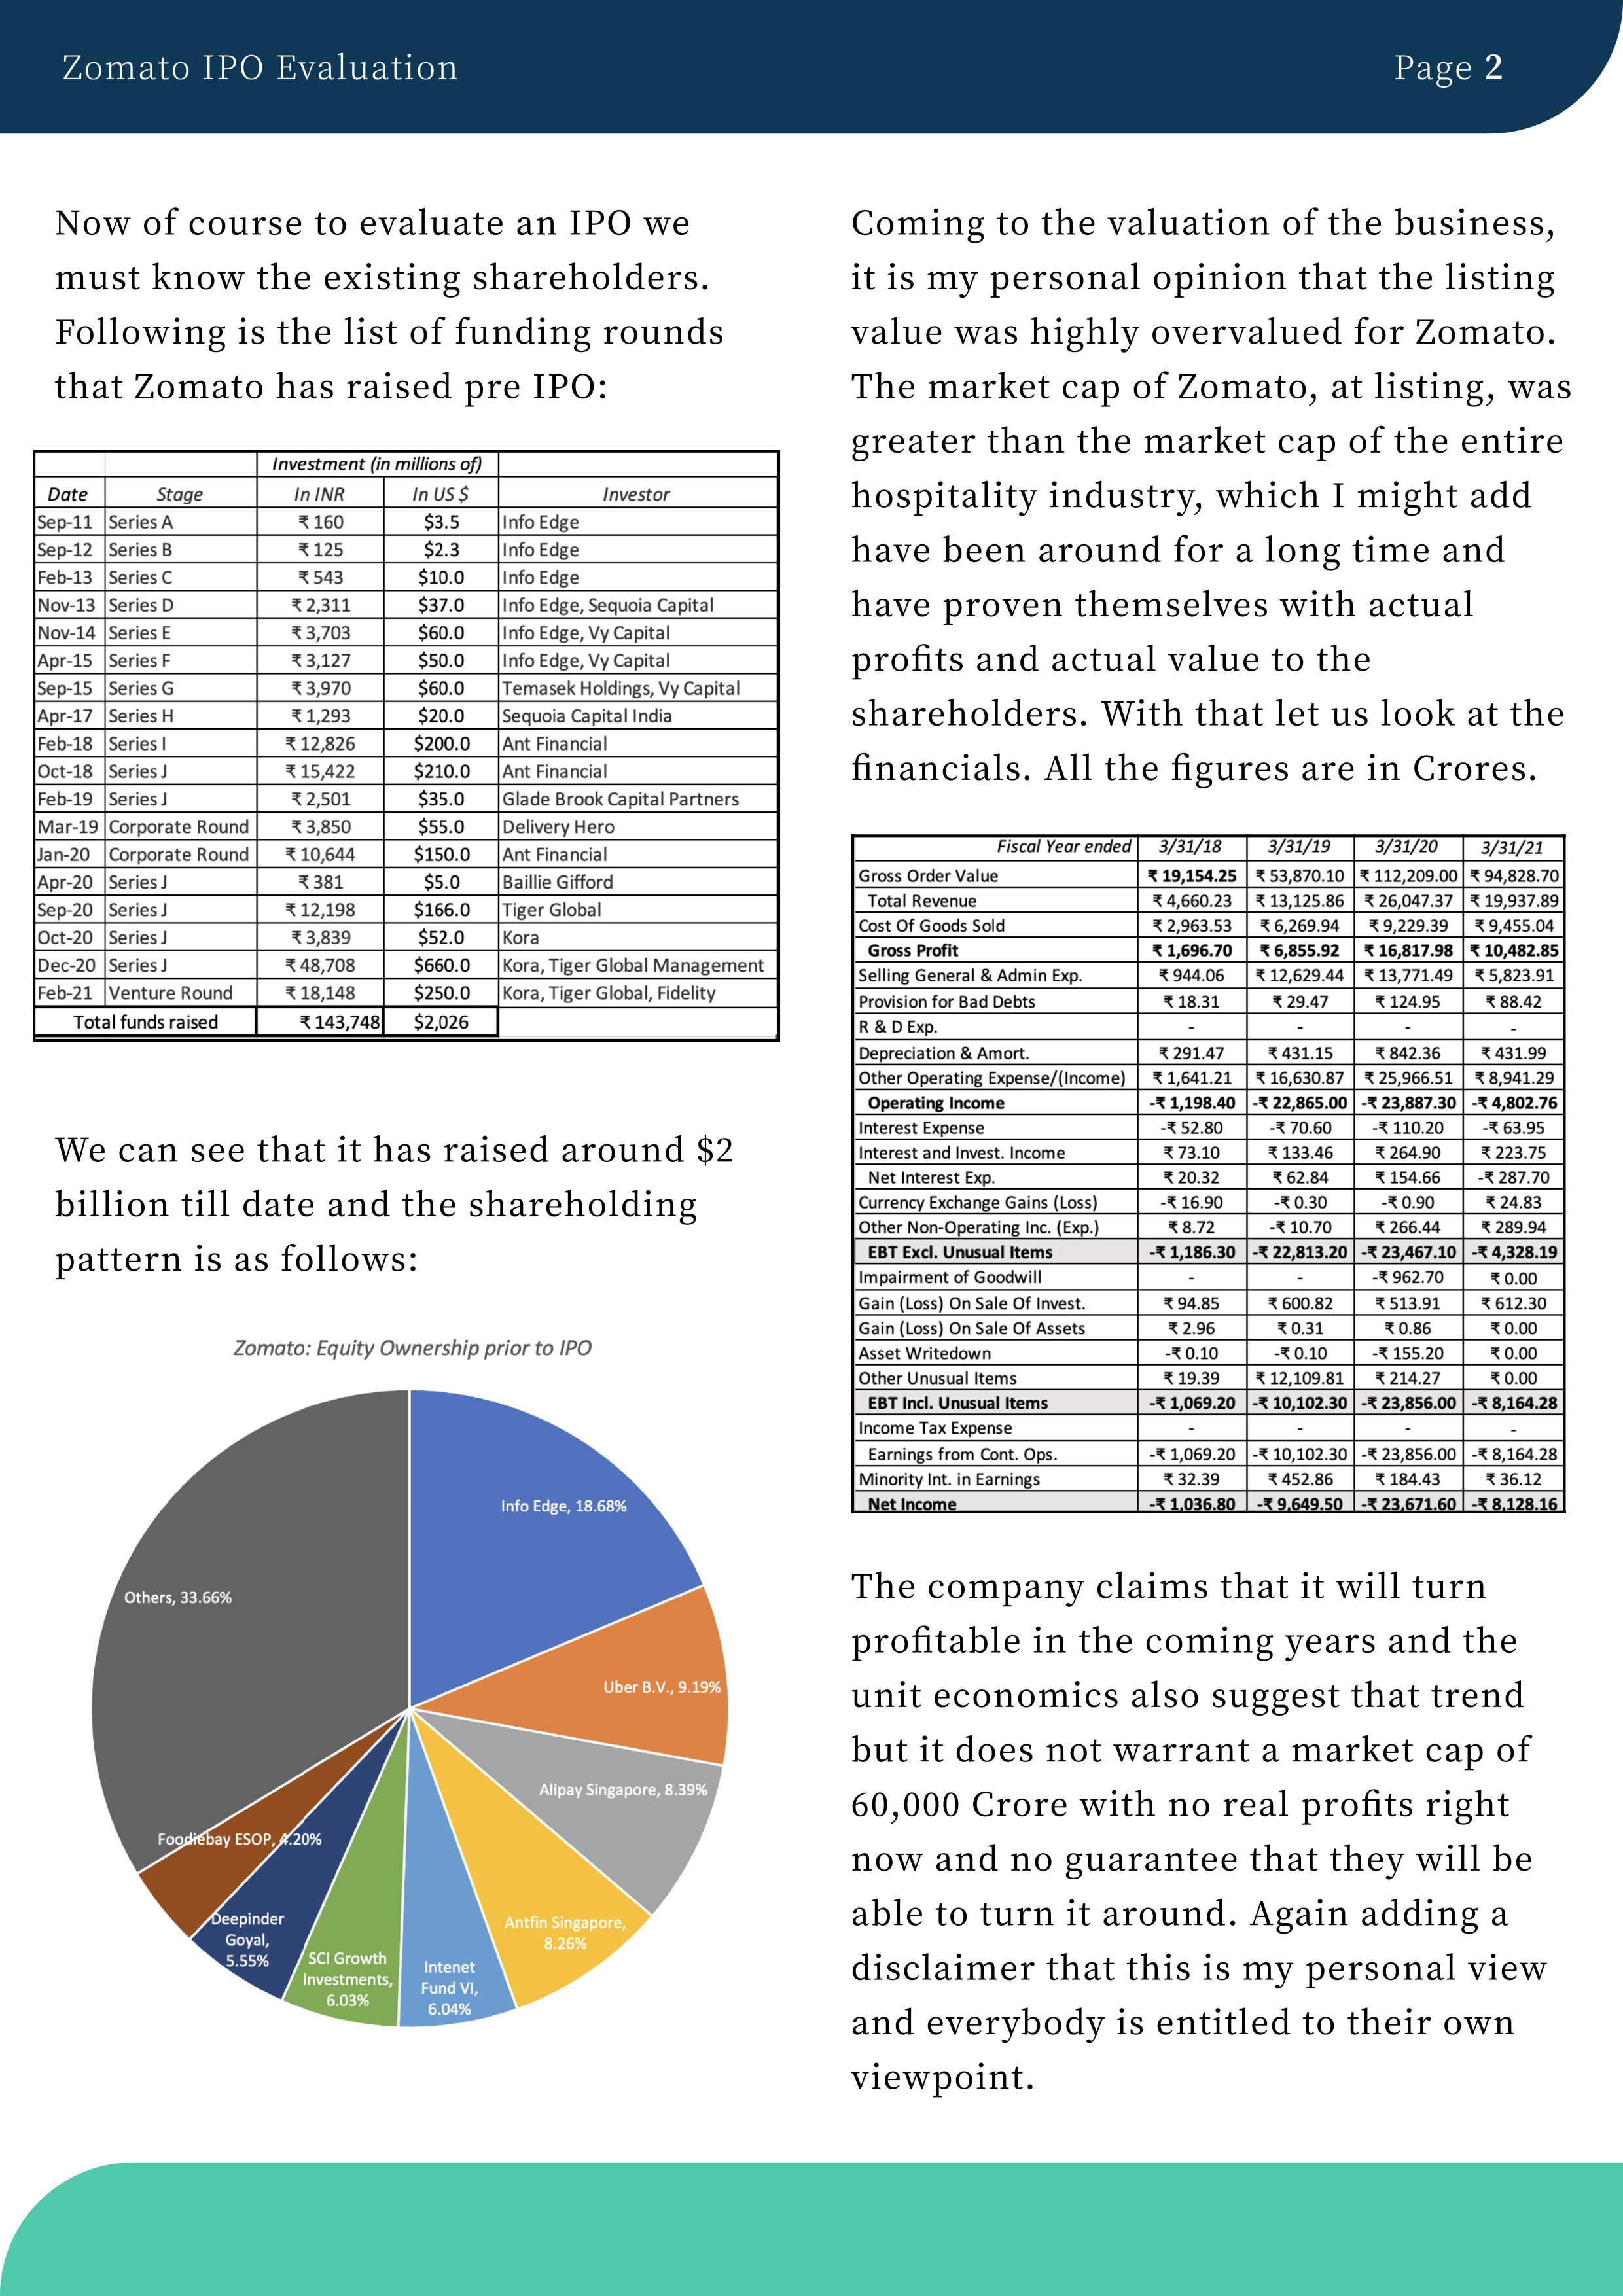 Zomato IPO Evaluation
Page 2
Now of course to evaluate an IPO we
must know the existing shareholders.
Following is the list of funding rounds
that Zomato has raised pre IPO:
Investment (in millions of)
Date Stage In INR In US $ Investor
Sep-11 Series A ₹ 160 $3.5 Info Edge
Sep-12 Series B ₹ 125 $2.3 Info Edge
Feb-13 Series C ₹ 543 $10.0 Info Edge
Nov-13 Series D ₹ 2,311 $37.0 Info Edge, Sequoia Capital
Nov-14 Series E ₹ 3,703 $60.0 Info Edge, Vy Capital
Apr-15 Series F ₹ 3,127 $50.0 Info Edge, Vy Capital
Sep-15 Series G ₹ 3,970 $60.0 Temasek Holdings, Vy Capital
Apr-17 Series H ₹ 1,293 $20.0 Sequoia Capital India
Feb-18 Series I ₹ 12,826 $200.0 Ant Financial
Oct-18 Series J ₹ 15,422 $210.0 Ant Financial
Feb-19 Series J ₹ 2,501 $35.0 Glade Brook Capital Partners
Mar-19 Corporate Round ₹ 3,850 $55.0 Delivery Hero
Jan-20 Corporate Round ₹ 10,644 $150.0 Ant Financial
Apr-20 Series J ₹ 381 $5.0 Baillie Gifford
Sep-20 Series J ₹ 12,198 $166.0 Tiger Global
Oct-20 Series J ₹ 3,839 $52.0 Kora
Dec-20 Series J ₹ 48,708 $660.0 Kora, Tiger Global Management
Feb-21 Venture Round ₹ 18,148 $250.0 Kora, Tiger Global, Fidelity
Total funds raised ₹ 143,748 $2,026
We can see that it has raised around $2
billion till date and the shareholding
pattern is as follows:
Zomato: Equity Ownership prior to IPO
Info Edge, 18.68%
Others, 33.66%
Uber B.V., 9.19%
Alipay Singapore, 8.39%
Foodiebay ESOP, 4.20%
Deepinder
Goyal,
5.55%
SCI Growth
Investments,
6.03%
Intenet
Fund VI,
6.04%
Antfin Singapore,
8.26%
Coming to the valuation of the business,
it is my personal opinion that the listing
value was highly overvalued for Zomato.
The market cap of Zomato, at listing, was
greater than the market cap of the entire
hospitality industry, which I might add
have been around for a long time and
have proven themselves with actual
profits and actual value to the
shareholders. With that let us look at the
financials. All the figures are in Crores.
Fiscal Year ended 3/31/18 3/31/19 3/31/20 3/31/21
Gross Order Value ₹ 19,154.25 ₹ 53,870.10 ₹ 112,209.00 ₹ 94,828.70
Total Revenue ₹ 4,660.23 ₹ 13,125.86 ₹ 26,047.37 ₹ 19,937.89
Cost Of Goods Sold ₹ 2,963.53 ₹ 6,269.94 ₹ 9,229.39 ₹ 9,455.04
Gross Profit ₹ 1,696.70 ₹ 6,855.92 ₹ 16,817.98 ₹ 10,482.85
Selling General & Admin Exp. ₹ 944.06 ₹ 12,629.44 ₹ 13,771.49 ₹ 5,823.91
Provision for Bad Debts ₹ 18.31 ₹ 29.47 ₹ 124.95 ₹ 88.42
R & D Exp. - - - -
Depreciation & Amort. ₹ 291.47 ₹ 431.15 ₹ 842.36 ₹ 431.99
Other Operating Expense/(Income) ₹ 1,641.21 ₹ 16,630.87 ₹ 25,966.51 ₹ 8,941.29
Operating Income -₹ 1,198.40 -₹ 22,865.00 -₹ 23,887.30 -₹ 4,802.76
Interest Expense -₹ 52.80 -₹ 70.60 -₹ 110.20 -₹ 63.95
Interest and Invest. Income ₹ 73.10 ₹ 133.46 ₹ 264.90 ₹ 223.75
Net Interest Exp. ₹ 20.32 ₹ 62.84 ₹ 154.66 -₹ 287.70
Currency Exchange Gains (Loss) -₹ 16.90 -₹ 0.30 -₹ 0.90 ₹ 24.83
Other Non-Operating Inc. (Exp.) ₹ 8.72 -₹ 10.70 ₹ 266.44 ₹ 289.94
EBT Excl. Unusual Items -₹ 1,186.30 -₹ 22,813.20 -₹ 23,467.10 -₹ 4,328.19
Impairment of Goodwill - - -₹ 962.70 ₹ 0.00
Gain (Loss) On Sale Of Invest. ₹ 94.85 ₹ 600.82 ₹ 513.91 ₹ 612.30
Gain (Loss) On Sale Of Assets ₹ 2.96 ₹ 0.31 ₹ 0.86 ₹ 0.00
Asset Writedown -₹ 0.10 -₹ 0.10 -₹ 155.20 ₹ 0.00
Other Unusual Items ₹ 19.39 ₹ 12,109.81 ₹ 214.27 ₹ 0.00
EBT Incl. Unusual Items -₹ 1,069.20 -₹ 10,102.30 -₹ 23,856.00 -₹ 8,164.28
Income Tax Expense - - - -
Earnings from Cont. Ops. -₹ 1,069.20 -₹ 10,102.30 -₹ 23,856.00 -₹ 8,164.28
Minority Int. in Earnings ₹ 32.39 ₹ 452.86 ₹ 184.43 ₹ 36.12
Net Income -₹ 1,036.80 -₹ 9,649.50 -₹ 23,671.60 -₹ 8,128.16
The company claims that it will turn
profitable in the coming years and the
unit economics also suggest that trend
but it does not warrant a market cap of
60,000 Crore with no real profits right
now and no guarantee that they will be
able to turn it around. Again adding a
disclaimer that this is my personal view
and everybody is entitled to their own
viewpoint.